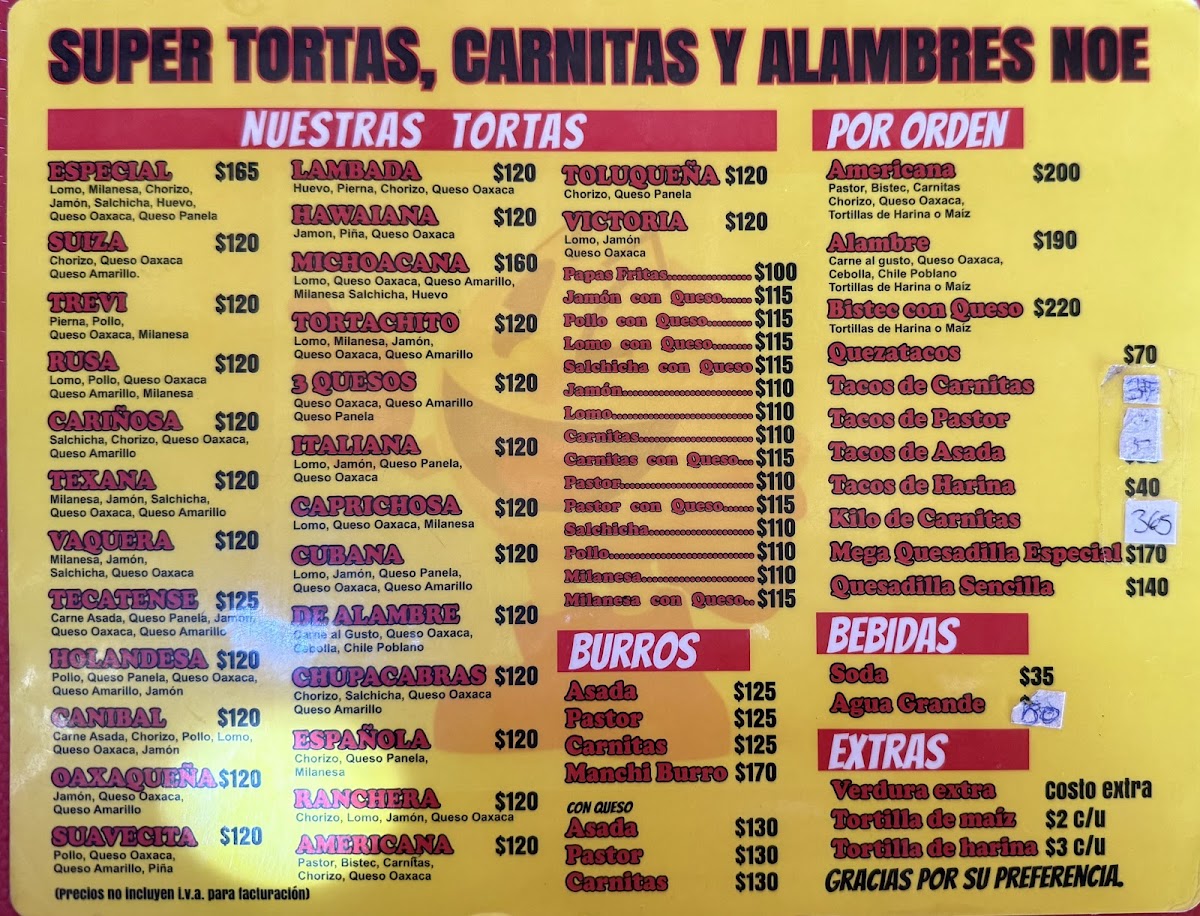 SUPER TORTAS, CARNITAS Y ALAMBRES NOE
NUESTRAS TORTAS
ESPECIAL $165
Lomo, Milanesa, Chorizo,
Jamón, Salchicha, Huevo,
Queso Oaxaca, Queso Panela
SUIZA $120
Chorizo, Queso Oaxaca
Queso Amarillo.
TREVI $120
Pierna, Pollo,
Queso Oaxaca, Milanesa
RUSA $120
Lomo, Pollo, Queso Oaxaca
Queso Amarillo, Milanesa
CARIÑOSA $120
Salchicha, Chorizo, Queso Oaxaca,
Queso Amarillo
TEXANA $120
Milanesa, Jamón, Salchicha,
Queso Oaxaca, Queso Amarillo
VAQUERA $120
Milanesa, Jamón,
Salchicha, Queso Oaxaca
TECATENSE $125
Carne Asada, Queso Panela, Jamón,
Queso Oaxaca, Queso Amarillo
HOLANDESA $120
Pollo, Queso Panela, Queso Oaxaca,
Queso Amarillo, Jamón
CANIBAL $120
Carne Asada, Chorizo, Pollo, Lomo,
Queso Oaxaca, Jamón
OAXAQUEÑA $120
Jamón, Queso Oaxaca,
Queso Amarillo
SUAVECITA $120
Pollo, Queso Oaxaca,
Queso Amarillo, Piña
(Precios no incluyen i.v.a. para facturación)
LAMBADA $120
Huevo, Pierna, Chorizo, Queso Oaxaca
HAWAIANA $120
Jamon, Piña, Queso Oaxaca
MICHOACANA $160
Lomo, Queso Oaxaca, Queso Amarillo,
Milanesa Salchicha, Huevo
TORTACHITO $120
Lomo, Milanesa, Jamón,
Queso Oaxaca, Queso Amarillo
3 QUESOS $120
Queso Oaxaca, Queso Amarillo
Queso Panela
ITALIANA $120
Lomo, Jamón, Queso Panela,
Queso Oaxaca
CAPRICHOSA $120
Lomo, Queso Oaxaca, Milanesa
CUBANA $120
Lomo, Jamón, Queso Panela,
Queso Oaxaca, Queso Amarillo
DE ALAMBRE $120
Carne al Gusto, Queso Oaxaca,
Cebolla, Chile Poblano
CHUPACABRAS $120
Chorizo, Salchicha, Queso Oaxaca
Queso Amarillo
ESPAÑOLA $120
Chorizo, Queso Panela,
Milanesa
RANCHERA $120
Chorizo, Lomo, Jamón, Queso Oaxaca
AMERICANA $120
Pastor, Bistec, Carnitas,
Chorizo, Queso Oaxaca
TOLUQUEÑA $120
Chorizo, Queso Panela
VICTORIA $120
Lomo, Jamón
Queso Oaxaca
Papas Fritas................. $100
Jamón con Queso...... $115
Pollo con Queso......... $115
Lomo con Queso........ $115
Salchicha con Queso $115
Jamón.......................... $110
Lomo............................ $110
Carnitas....................... $110
Carnitas con Queso... $115
Pastor........................... $110
Pastor con Queso....... $115
Salchicha..................... $110
Pollo............................. $110
Milanesa...................... $110
Milanesa con Queso.. $115
BURROS
Asada $125
Pastor $125
Carnitas $125
Manchi Burro $170
CON QUESO
Asada $130
Pastor $130
Carnitas $130
POR ORDEN
Americana $200
Pastor, Bistec, Carnitas
Chorizo, Queso Oaxaca,
Tortillas de Harina o Maíz
Alambre $190
Carne al gusto, Queso Oaxaca,
Cebolla, Chile Poblano
Tortillas de Harina o Maíz
Bistec con Queso $220
Tortillas de Harina o Maíz
Quezatacos $70
Tacos de Carnitas
Tacos de Pastor
Tacos de Asada
Tacos de Harina $40
Kilo de Carnitas 365
Mega Quesadilla Especial $170
Quesadilla Sencilla $140
BEBIDAS
Soda $35
Agua Grande
EXTRAS
Verdura extra costo extra
Tortilla de maíz $2 c/u
Tortilla de harina $3 c/u
GRACIAS POR SU PREFERENCIA.